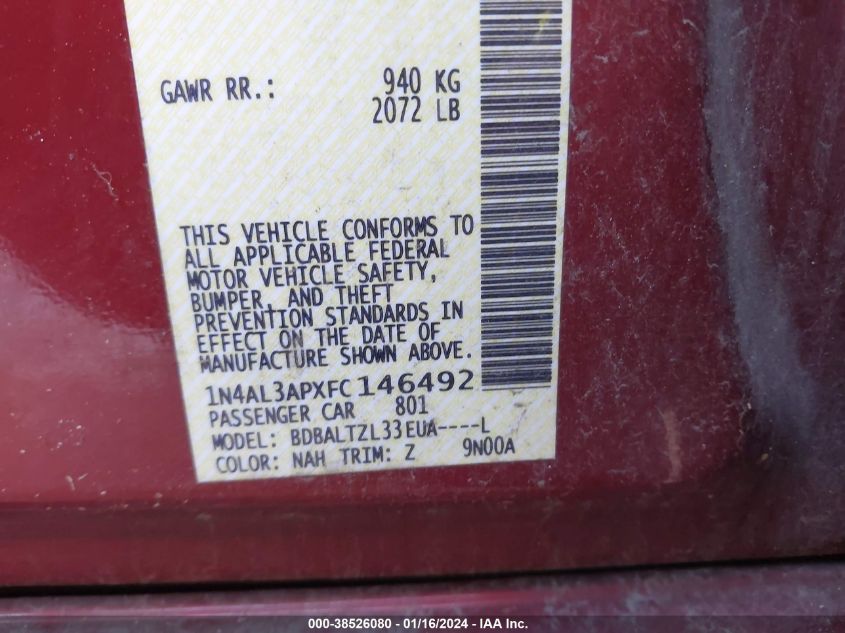 GAWR RR.: 940 KG
2072 LB
THIS VEHICLE CONFORMS TO
ALL APPLICABLE FEDERAL
MOTOR VEHICLE SAFETY,
BUMPER, AND THEFT
PREVENTION STANDARDS IN
EFFECT ON THE DATE OF
MANUFACTURE SHOWN ABOVE.
1N4AL3APXFC146492
PASSENGER CAR 801
MODEL: BDBALTZL33EUA----L
COLOR: NAH TRIM: Z 9N00A
000-38526080 - 01/16/2024 - IAA Inc.